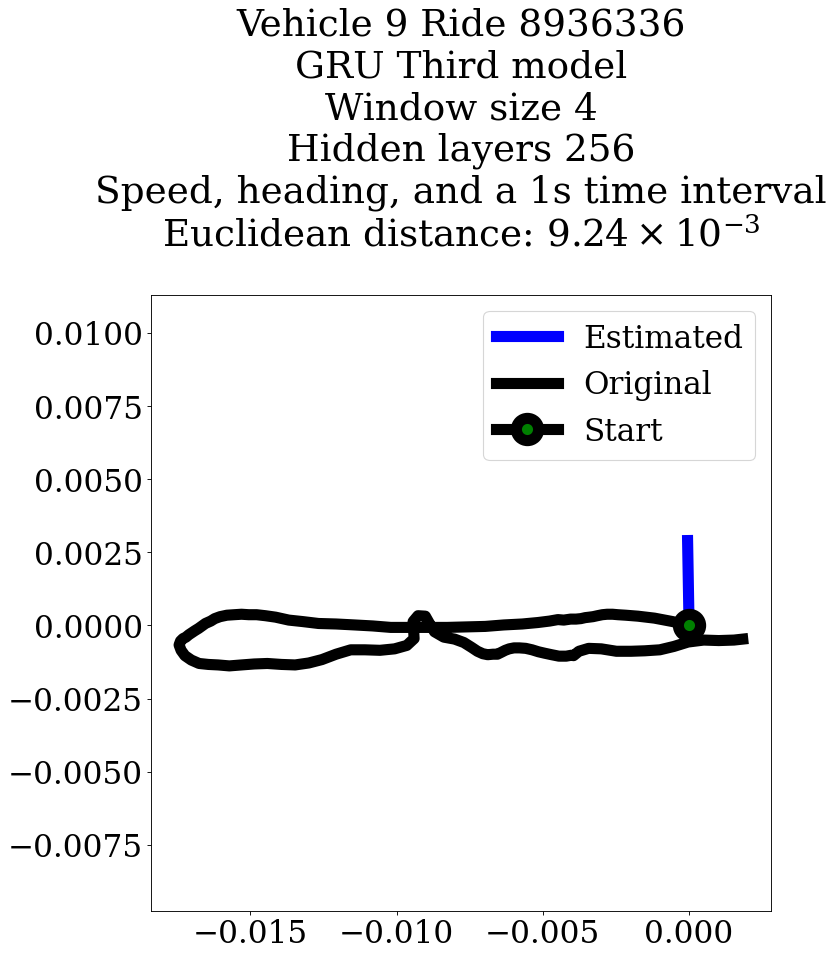 Vehicle 9 Ride 8936336
GRU Third model
Window size 4
Hidden layers 256
Speed, heading, and a 1s time interval
Euclidean distance: 9.24 × 10⁻³
Estimated
Original
Start
0.0100
0.0075
0.0050
0.0025
0.0000
−0.0025
−0.0050
−0.0075
−0.015 −0.010 −0.005 0.000